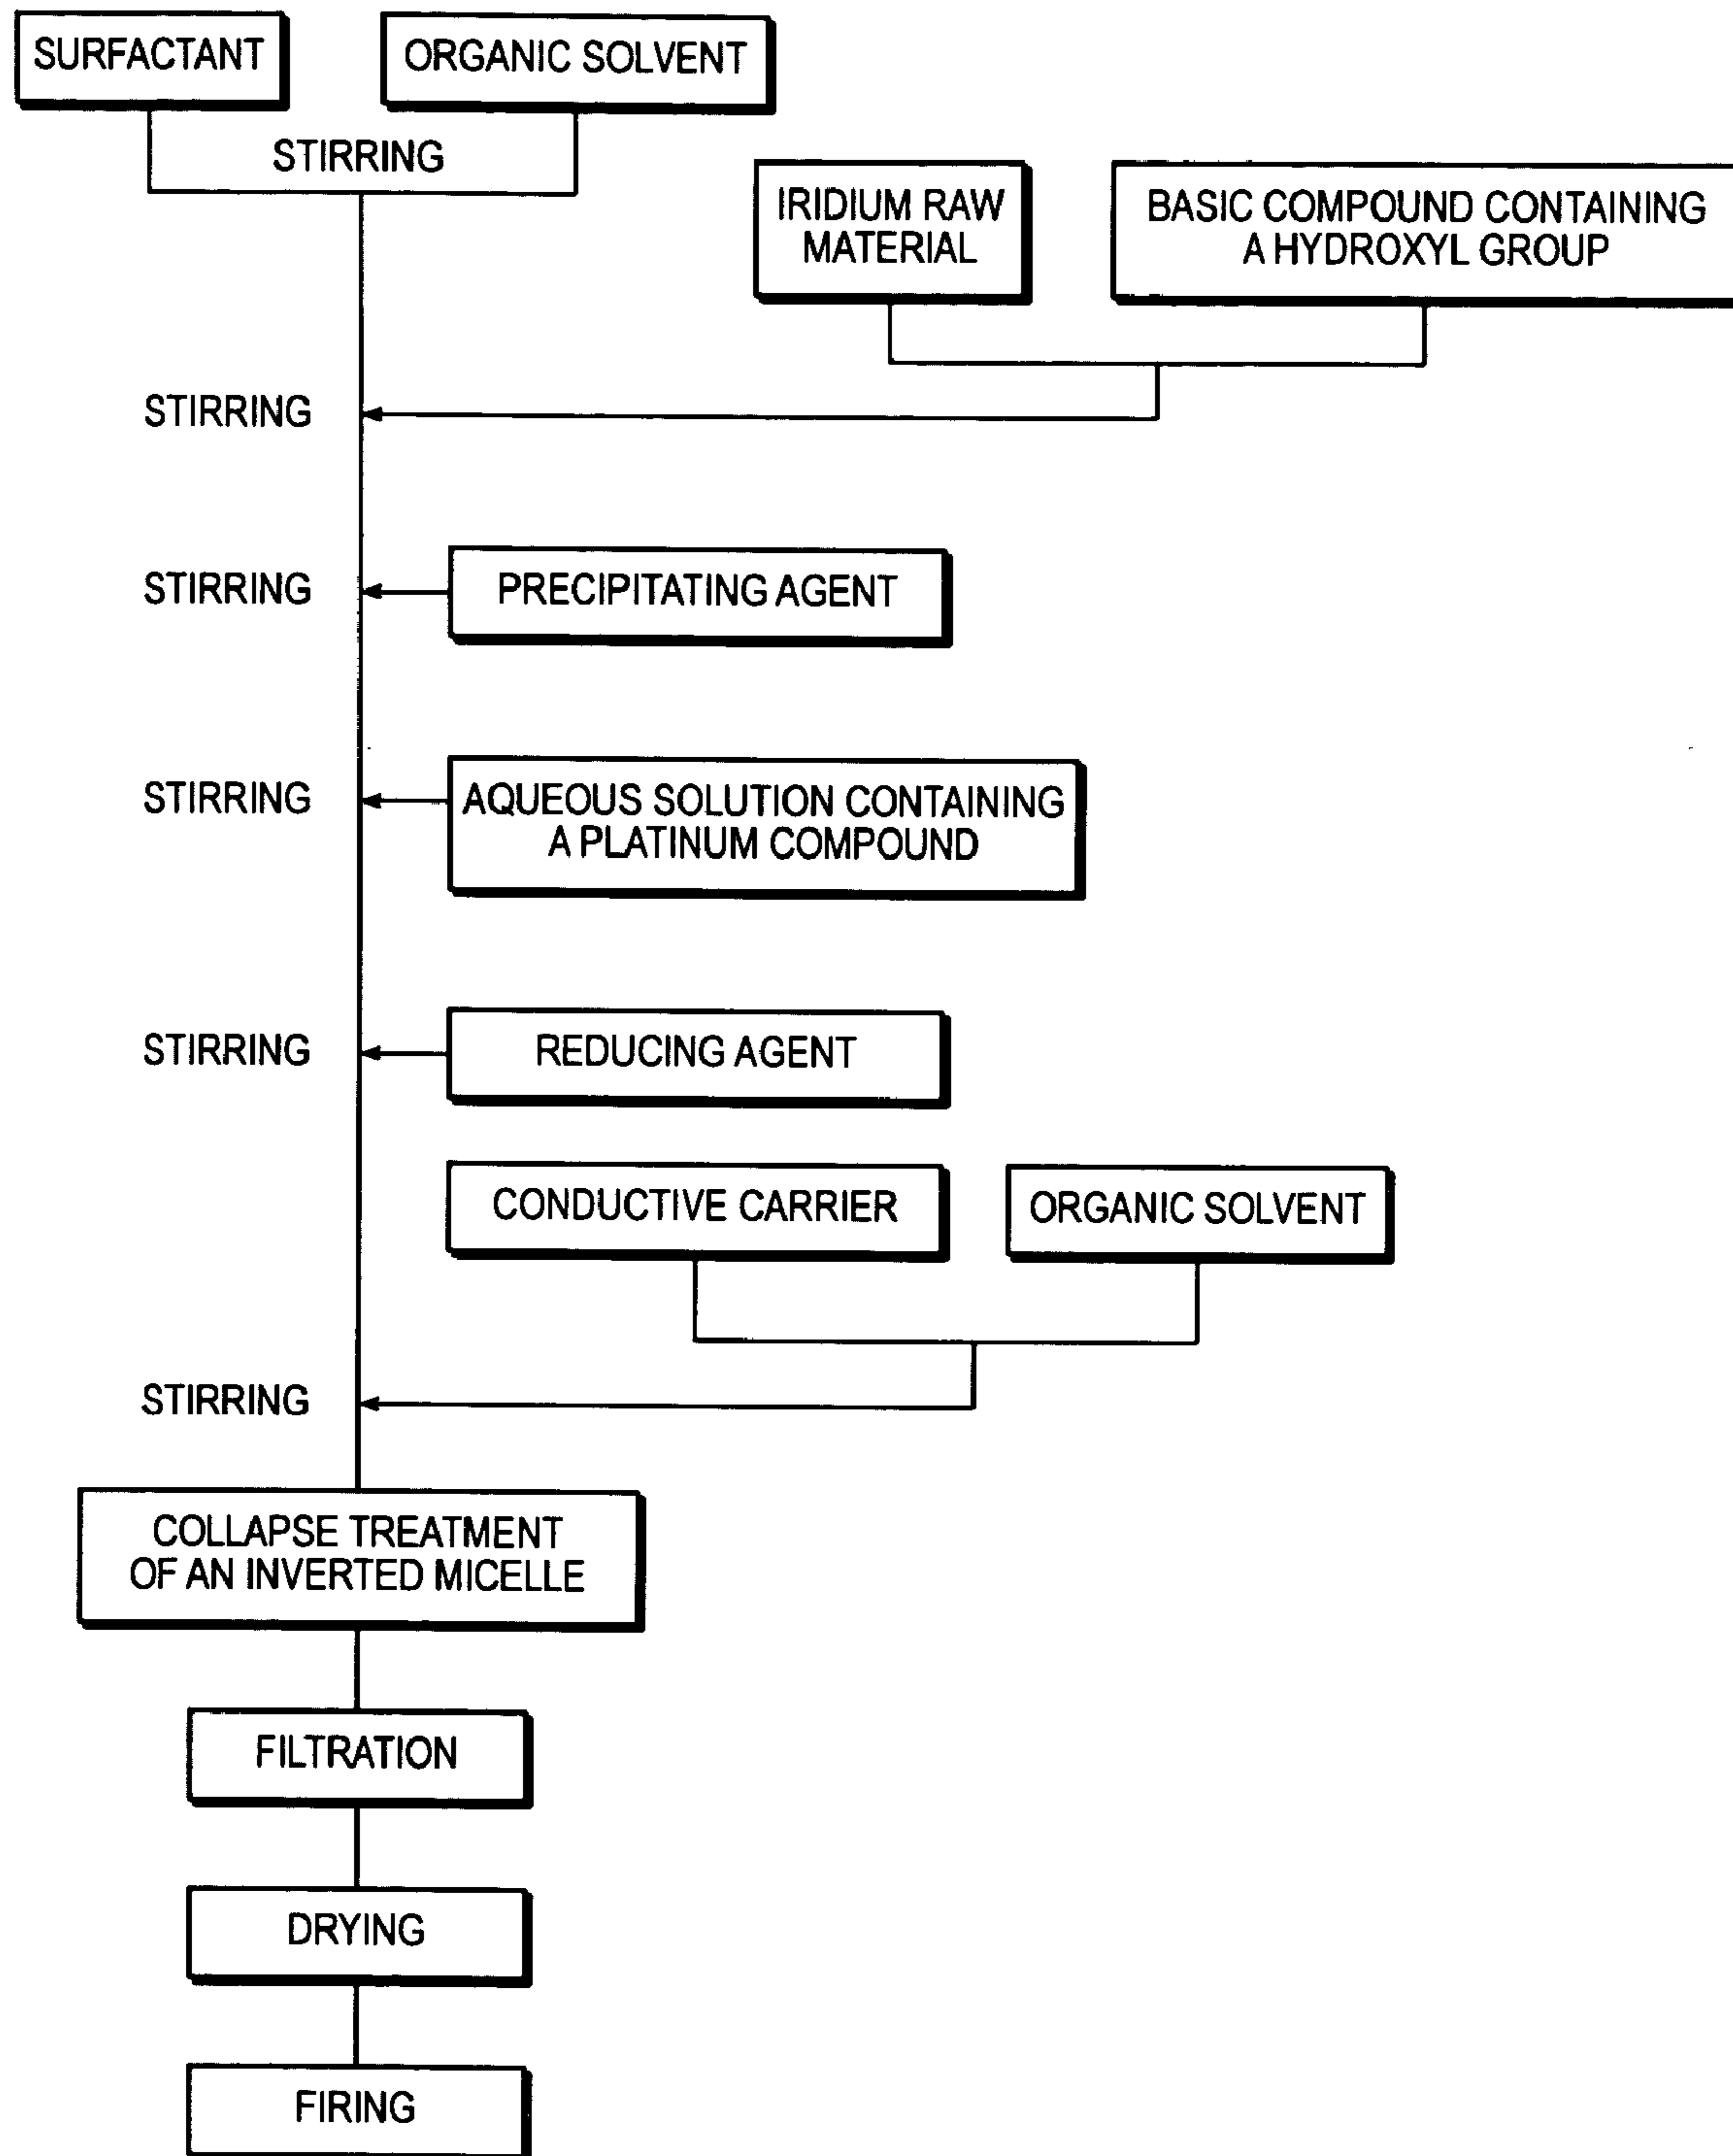 SURFACTANT
ORGANIC SOLVENT
STIRRING
IRIDIUM RAW
MATERIAL
BASIC COMPOUND CONTAINING
A HYDROXYL GROUP
STIRRING
STIRRING
PRECIPITATING AGENT
STIRRING
AQUEOUS SOLUTION CONTAINING
A PLATINUM COMPOUND
STIRRING
REDUCING AGENT
CONDUCTIVE CARRIER
ORGANIC SOLVENT
STIRRING
COLLAPSE TREATMENT
OF AN INVERTED MICELLE
FILTRATION
DRYING
FIRING